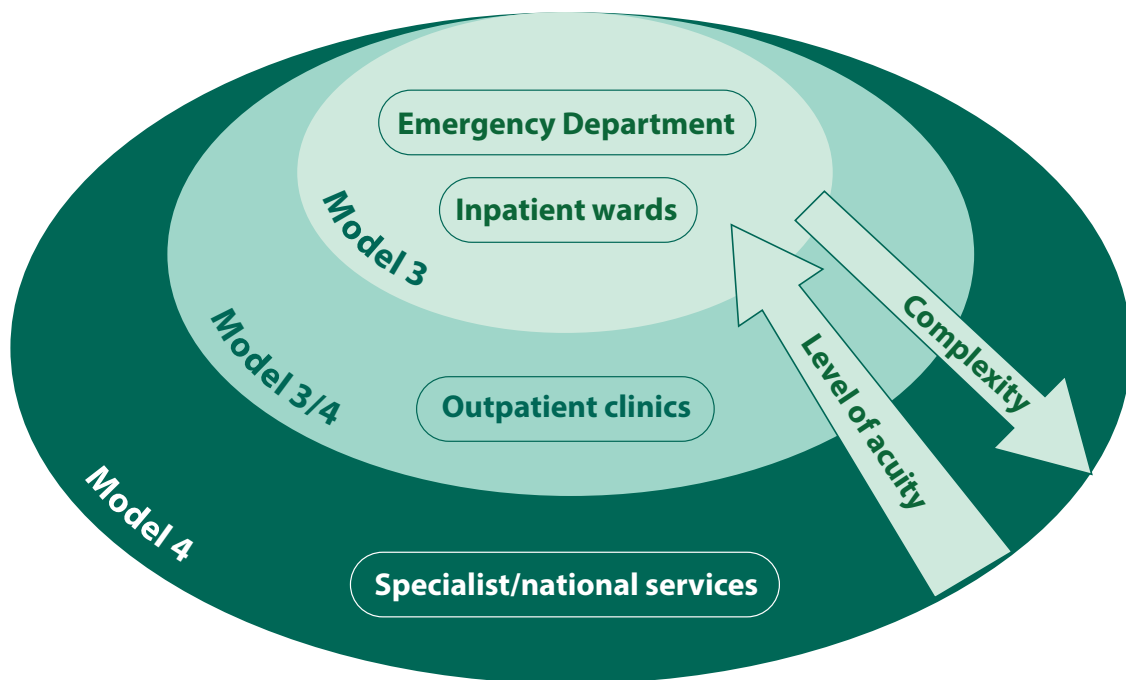 Emergency Department
Inpatient wards
Model 3
Complexity
Model 3/4
Level of acuity
Outpatient clinics
Model 4
Specialist/national services